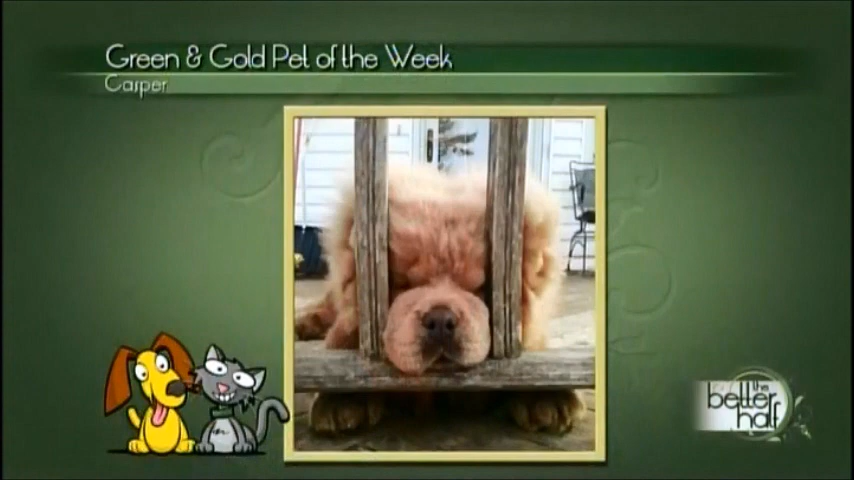 Green & Gold Pet of the Week
Casper
the
better
half